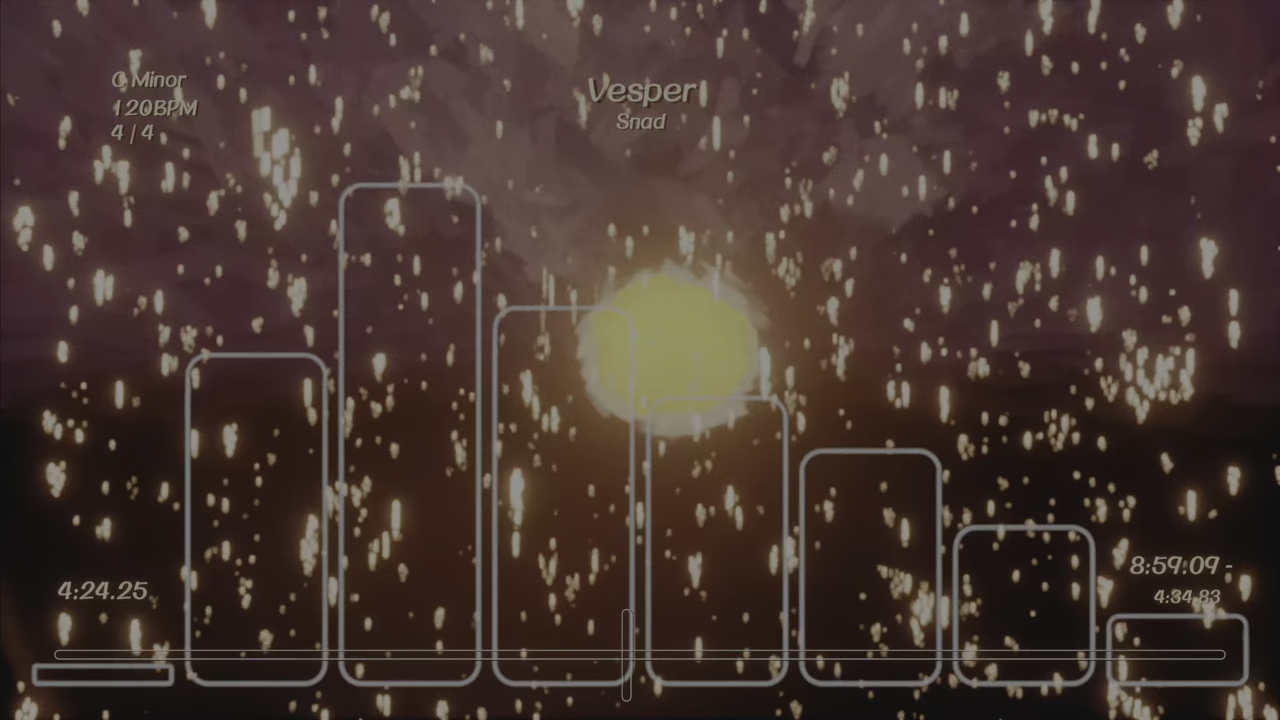 C Minor
120BPM
4 | 4
Vesper
Snad
4:24.25
8:59:09 -
4:34.83